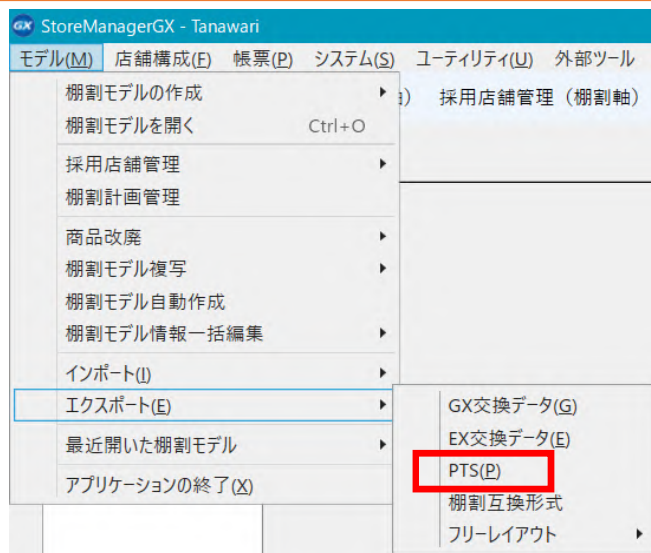 GX StoreManagerGX - Tanawari
モデル(M) 店舗構成(F) 帳票(P) システム(S) ユーティリティ(U) 外部ツール
) 採用店舗管理（棚割軸）
棚割モデルの作成
棚割モデルを開く Ctrl+O
採用店舗管理
棚割計画管理
商品改廃
棚割モデル複写
棚割モデル自動作成
棚割モデル情報一括編集
インポート(I)
エクスポート(E)
最近開いた棚割モデル
アプリケーションの終了(X)
GX交換データ(G)
EX交換データ(E)
PTS(P)
棚割互換形式
フリーレイアウト